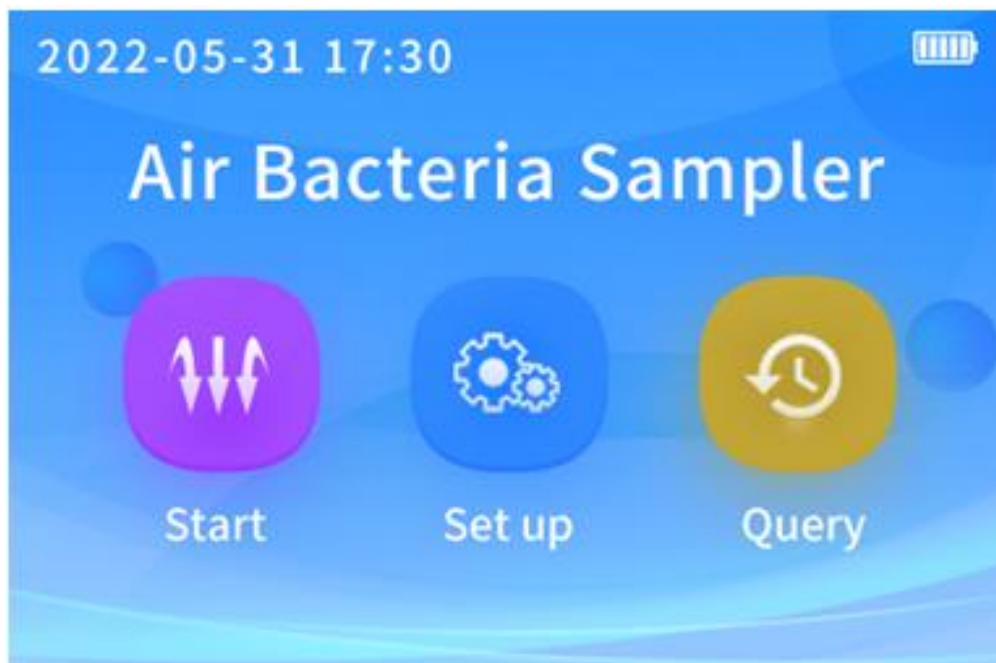 2022-05-31 17:30
Air Bacteria Sampler
Start
Set up
Query